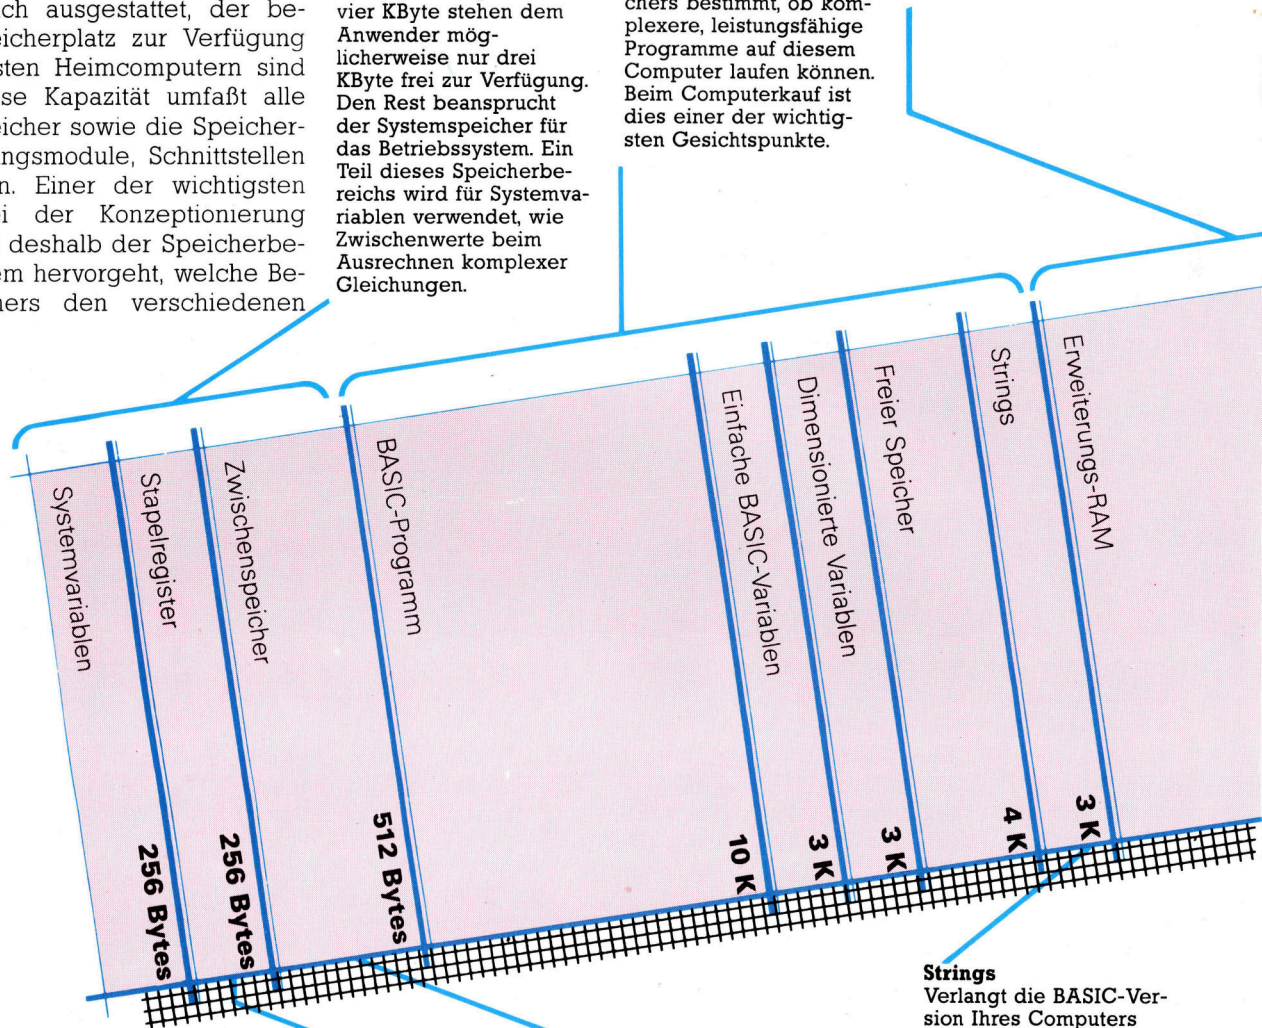 ch ausgestattet, der be-
eicherplatz zur Verfügung
sten Heimcomputern sind
se Kapazität umfaßt alle
eicher sowie die Speicher-
ngsmodule, Schnittstellen
n. Einer der wichtigsten
ei der Konzeptionierung
deshalb der Speicherbe-
em hervorgeht, welche Be-
ners den verschiedenen
vier KByte stehen dem
Anwender mög-
licherweise nur drei
KByte frei zur Verfügung.
Den Rest beansprucht
der Systemspeicher für
das Betriebssystem. Ein
Teil dieses Speicherbe-
reichs wird für Systemva-
riablen verwendet, wie
Zwischenwerte beim
Ausrechnen komplexer
Gleichungen.
chers bestimmt, ob kom-
plexere, leistungsfähige
Programme auf diesem
Computer laufen können.
Beim Computerkauf ist
dies einer der wichtig-
sten Gesichtspunkte.
Systemvariablen
256 Bytes
Stapelregister
256 Bytes
Zwischenspeicher
512 Bytes
BASIC-Programm
10 K
Einfache BASIC-Variablen
3 K
Dimensionierte Variablen
3 K
Freier Speicher
4 K
Strings
3 K
Erweiterungs-RAM
Strings
Verlangt die BASIC-Ver-
sion Ihres Computers